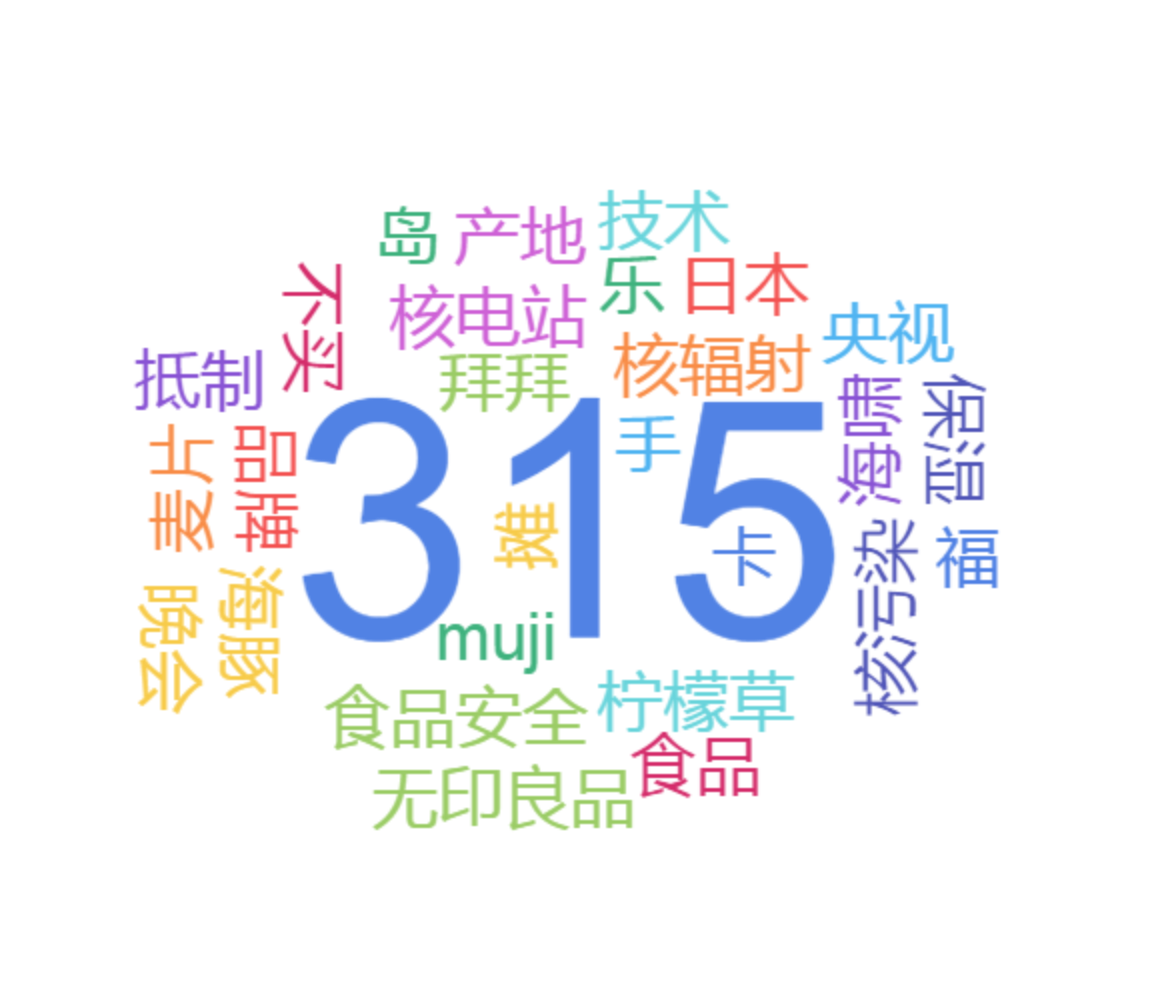 岛
产地
技术
不买
核电站
乐
日本
抵制
拜拜
核辐射
央视
315
手
海啸
保温
麦片
品牌
摊
卡
核污染
福
晚会
海豚
muji
食品安全
柠檬草
食品
无印良品